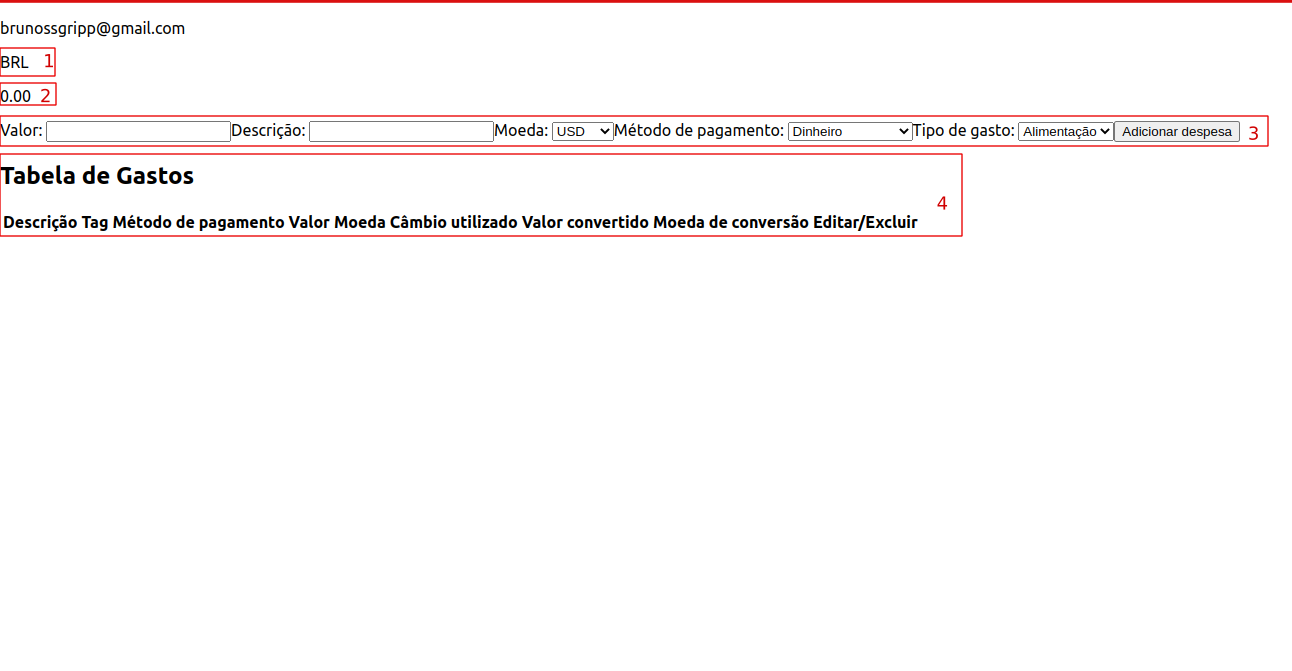 brunossgripp@gmail.com
BRL 1
0.00 2
Valor: Descrição: Moeda: USD Método de pagamento: Dinheiro Tipo de gasto: Alimentação Adicionar despesa 3
Tabela de Gastos
4
Descrição Tag Método de pagamento Valor Moeda Câmbio utilizado Valor convertido Moeda de conversão Editar/Excluir